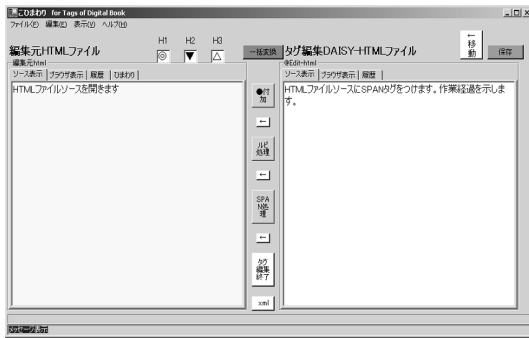 こひまわり for Tags of Digital Book
ファイル(F) 編集(E) 表示(V) ヘルプ(H)
H1 H2 H3
編集元HTMLファイル
◎ ▼ △
一括変換
タグ編集DAISY-HTMLファイル
←移動
保存
編集元html
ソース表示 ブラウザ表示 履歴 ひまわり
HTMLファイルソースを開きます
●付加
←
ルビ処理
←
SPAN処理
←
タグ編集終了
xml
@Edit-html
ソース表示 ブラウザ表示 履歴
HTMLファイルソースにSPANタグをつけます。作業経過を示しま
す。
メッセージ表示